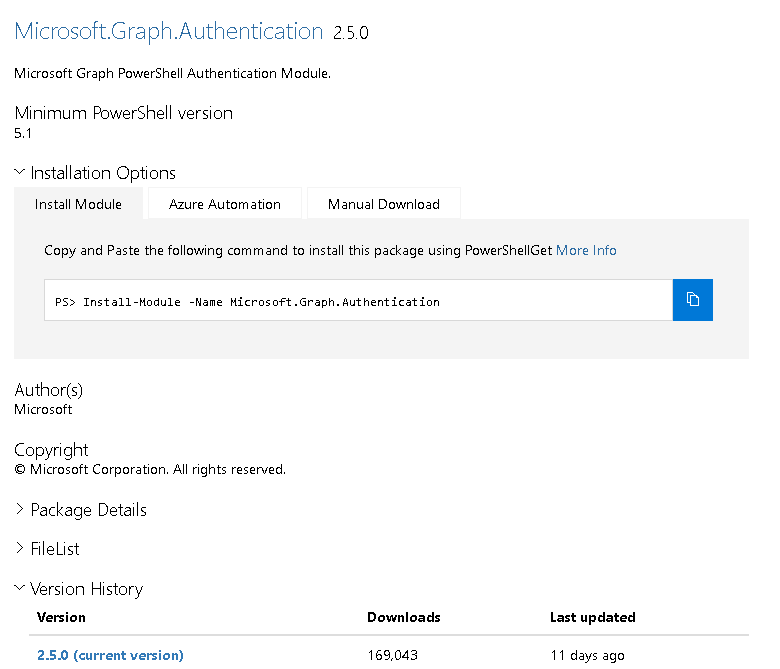 Microsoft.Graph.Authentication 2.5.0
Microsoft Graph PowerShell Authentication Module.
Minimum PowerShell version
5.1
Installation Options
Install Module Azure Automation Manual Download
Copy and Paste the following command to install this package using PowerShellGet More Info
PS> Install-Module -Name Microsoft.Graph.Authentication
Author(s)
Microsoft
Copyright
© Microsoft Corporation. All rights reserved.
Package Details
FileList
Version History
Version Downloads Last updated
2.5.0 (current version) 169,043 11 days ago